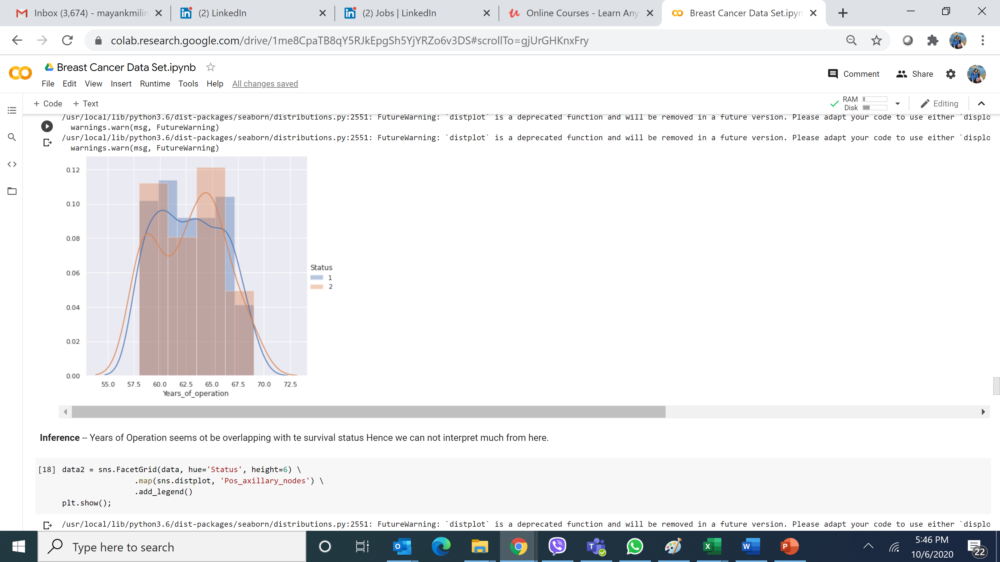 Inbox (3,674) - mayankmilin
(2) LinkedIn
(2) Jobs | LinkedIn
Online Courses - Learn Any
Breast Cancer Data Set.ipyn
colab.research.google.com/drive/1me8CpaTB8qY5RJkEpgSh5YjYRZo6v3DS#scrollTo=gjUrGHKnxFry
Breast Cancer Data Set.ipynb
Comment
Share
File Edit View Insert Runtime Tools Help All changes saved
+ Code + Text
RAM
Disk
Editing
/usr/local/lib/python3.6/dist-packages/seaborn/distributions.py:2551: FutureWarning: `distplot` is a deprecated function and will be removed in a future version. Please adapt your code to use either `displo
warnings.warn(msg, FutureWarning)
/usr/local/lib/python3.6/dist-packages/seaborn/distributions.py:2551: FutureWarning: `distplot` is a deprecated function and will be removed in a future version. Please adapt your code to use either `displo
warnings.warn(msg, FutureWarning)
0.12
0.10
0.08
0.06
0.04
0.02
0.00
55.0 57.5 60.0 62.5 65.0 67.5 70.0 72.5
Years_of_operation
Status
1
2
Inference -- Years of Operation seems ot be overlapping with te survival status Hence we can not interpret much from here.
[18] data2 = sns.FacetGrid(data, hue='Status', height=6) \
.map(sns.distplot, 'Pos_axillary_nodes') \
.add_legend()
plt.show();
/usr/local/lib/python3.6/dist-packages/seaborn/distributions.py:2551: FutureWarning: `distplot` is a deprecated function and will be removed in a future version. Please adapt your code to use either `displo
Type here to search
5:46 PM
10/6/2020
22